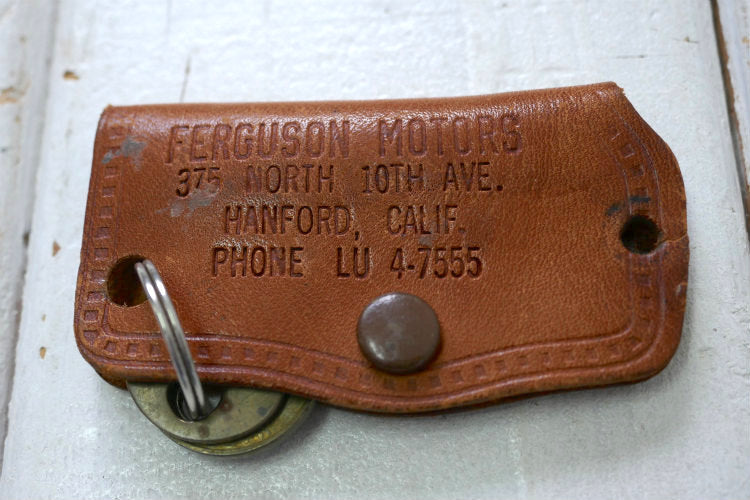 FERGUSON MOTORS
375 NORTH 10TH AVE.
HANFORD, CALIF.
PHONE LU 4-7555